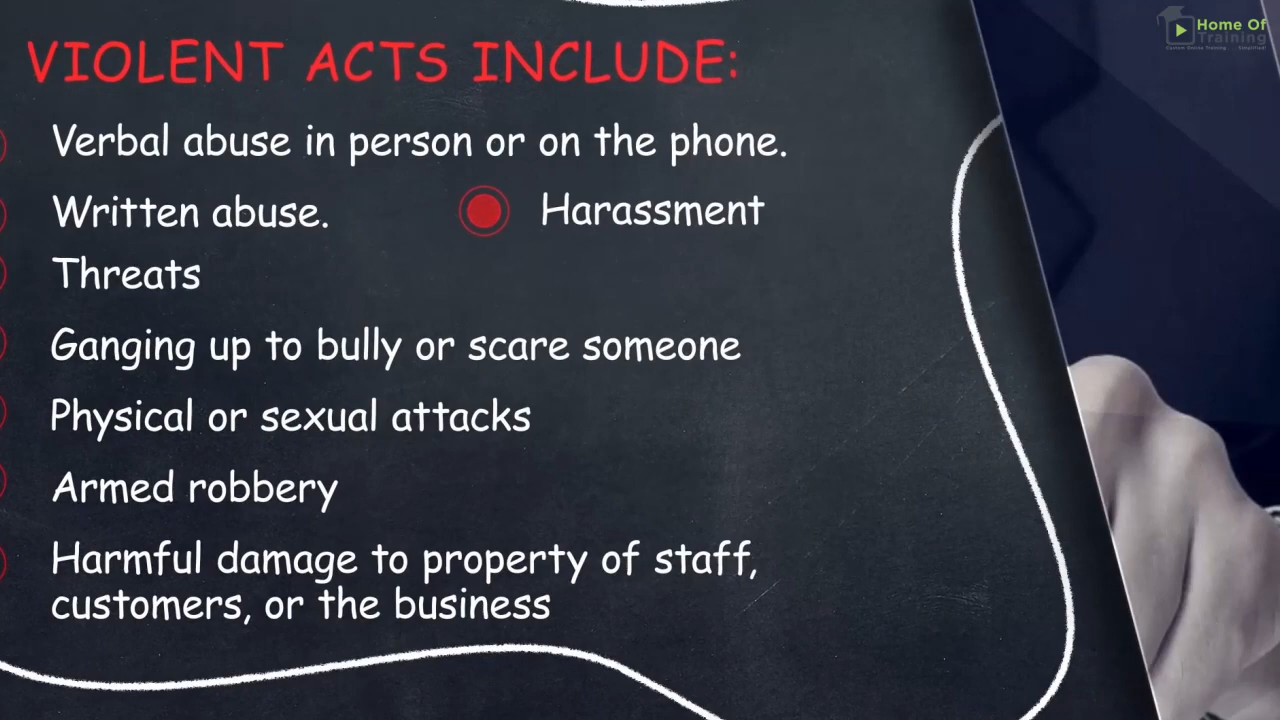 Home Of
Training
VIOLENT ACTS INCLUDE:
Verbal abuse in person or on the phone.
Written abuse.
Harassment
Threats
Ganging up to bully or scare someone
Physical or sexual attacks
Armed robbery
Harmful damage to property of staff,
customers, or the business